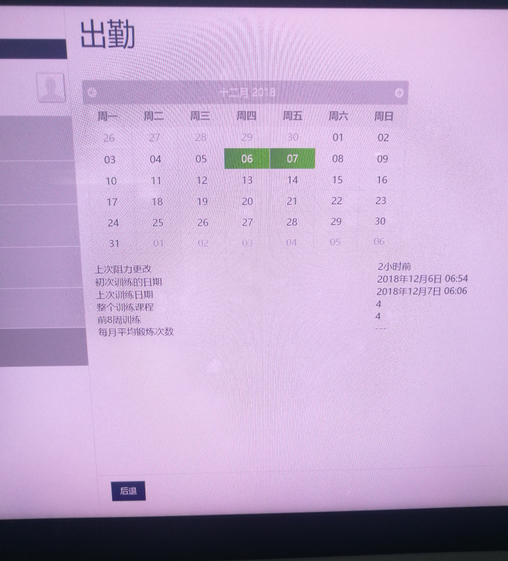 出勤
十二月 2018
周一 周二 周三 周四 周五 周六 周日
26 27 28 29 30 01 02
03 04 05 06 07 08 09
10 11 12 13 14 15 16
17 18 19 20 21 22 23
24 25 26 27 28 29 30
31 01 02 03 04 05 06
上次阻力更改 2小时前
初次训练的日期 2018年12月6日 06:54
上次训练日期 2018年12月7日 06:06
整个训练课程 4
前8周训练 4
每月平均锻炼次数 ---
后退